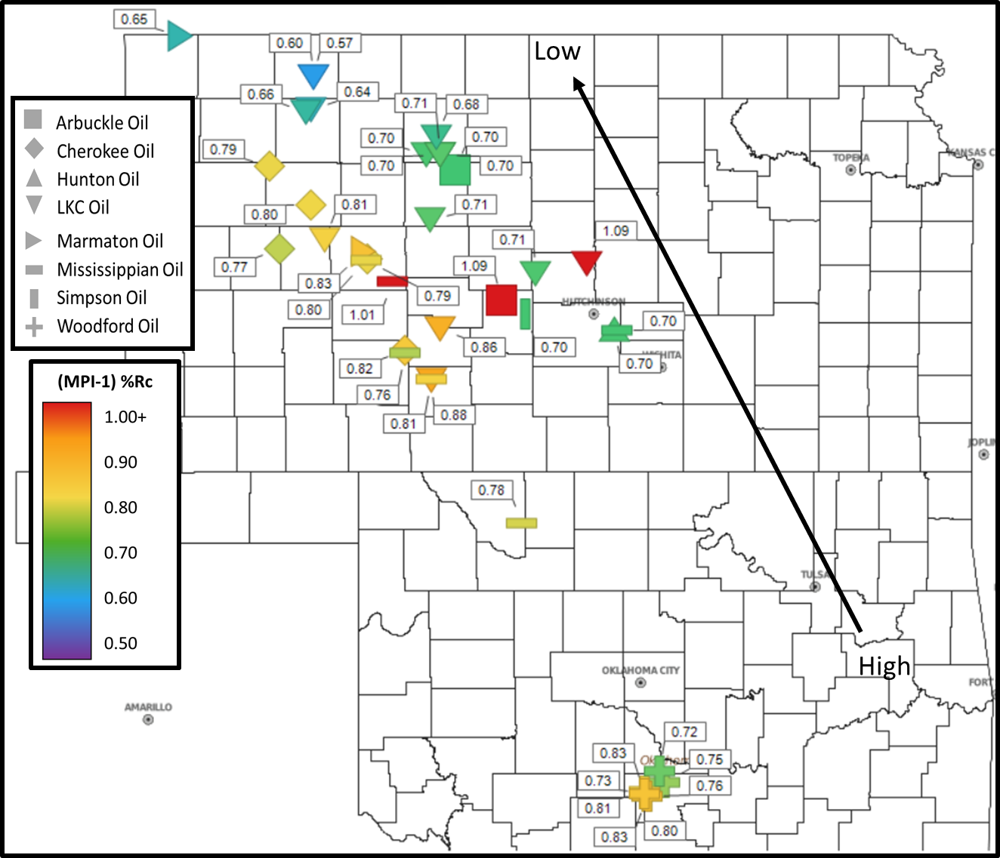 0.65
0.60
0.57
Low
0.66
0.64
0.71
0.68
Arbuckle Oil
Cherokee Oil
Hunton Oil
LKC Oil
Marmaton Oil
Mississippian Oil
Simpson Oil
Woodford Oil
0.79
0.70
0.70
0.70
0.70
TOPEKA
KANSAS C
0.80
0.81
0.71
0.77
0.71
1.09
0.83
1.09
0.79
0.80
1.01
HUTCHINSON
0.70
0.86
0.70
WICHITA
0.70
0.82
0.76
0.81
0.88
(MPI-1) %Rc
1.00+
0.90
0.80
0.70
0.60
0.50
JOPLIN
0.78
TULSA
High
OKLAHOMA CITY
FORT
AMARILLO
0.72
0.83
0.75
0.73
0.76
0.81
0.80
0.83